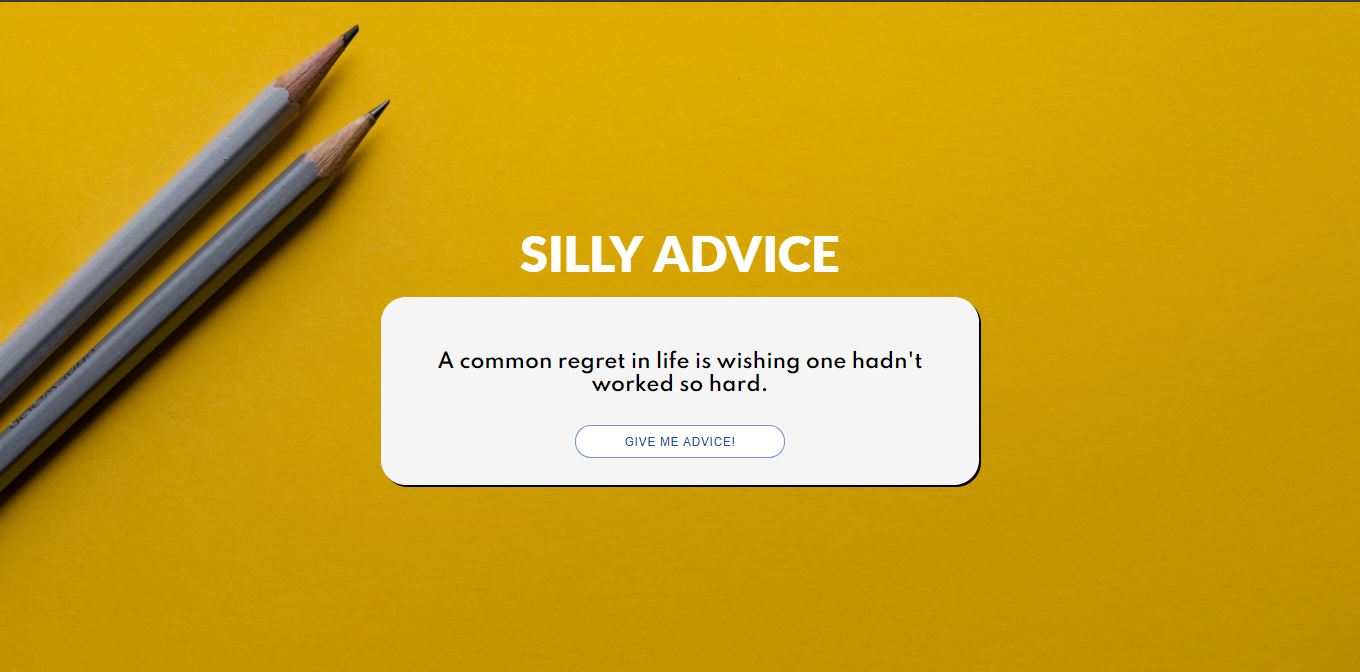 SILLY ADVICE
A common regret in life is wishing one hadn't
worked so hard.
GIVE ME ADVICE!